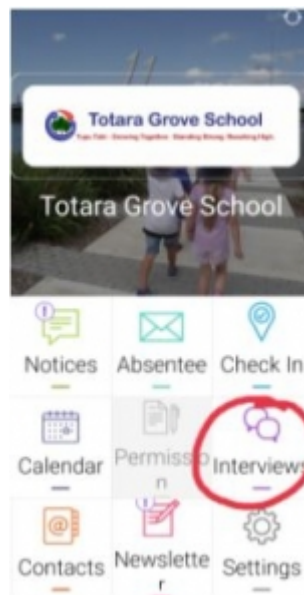 Totara Grove School
Totara Grove School
Notices
Absentee
Check In
Calendar
Permissio
n
Interviews
Contacts
Newslette
r
Settings